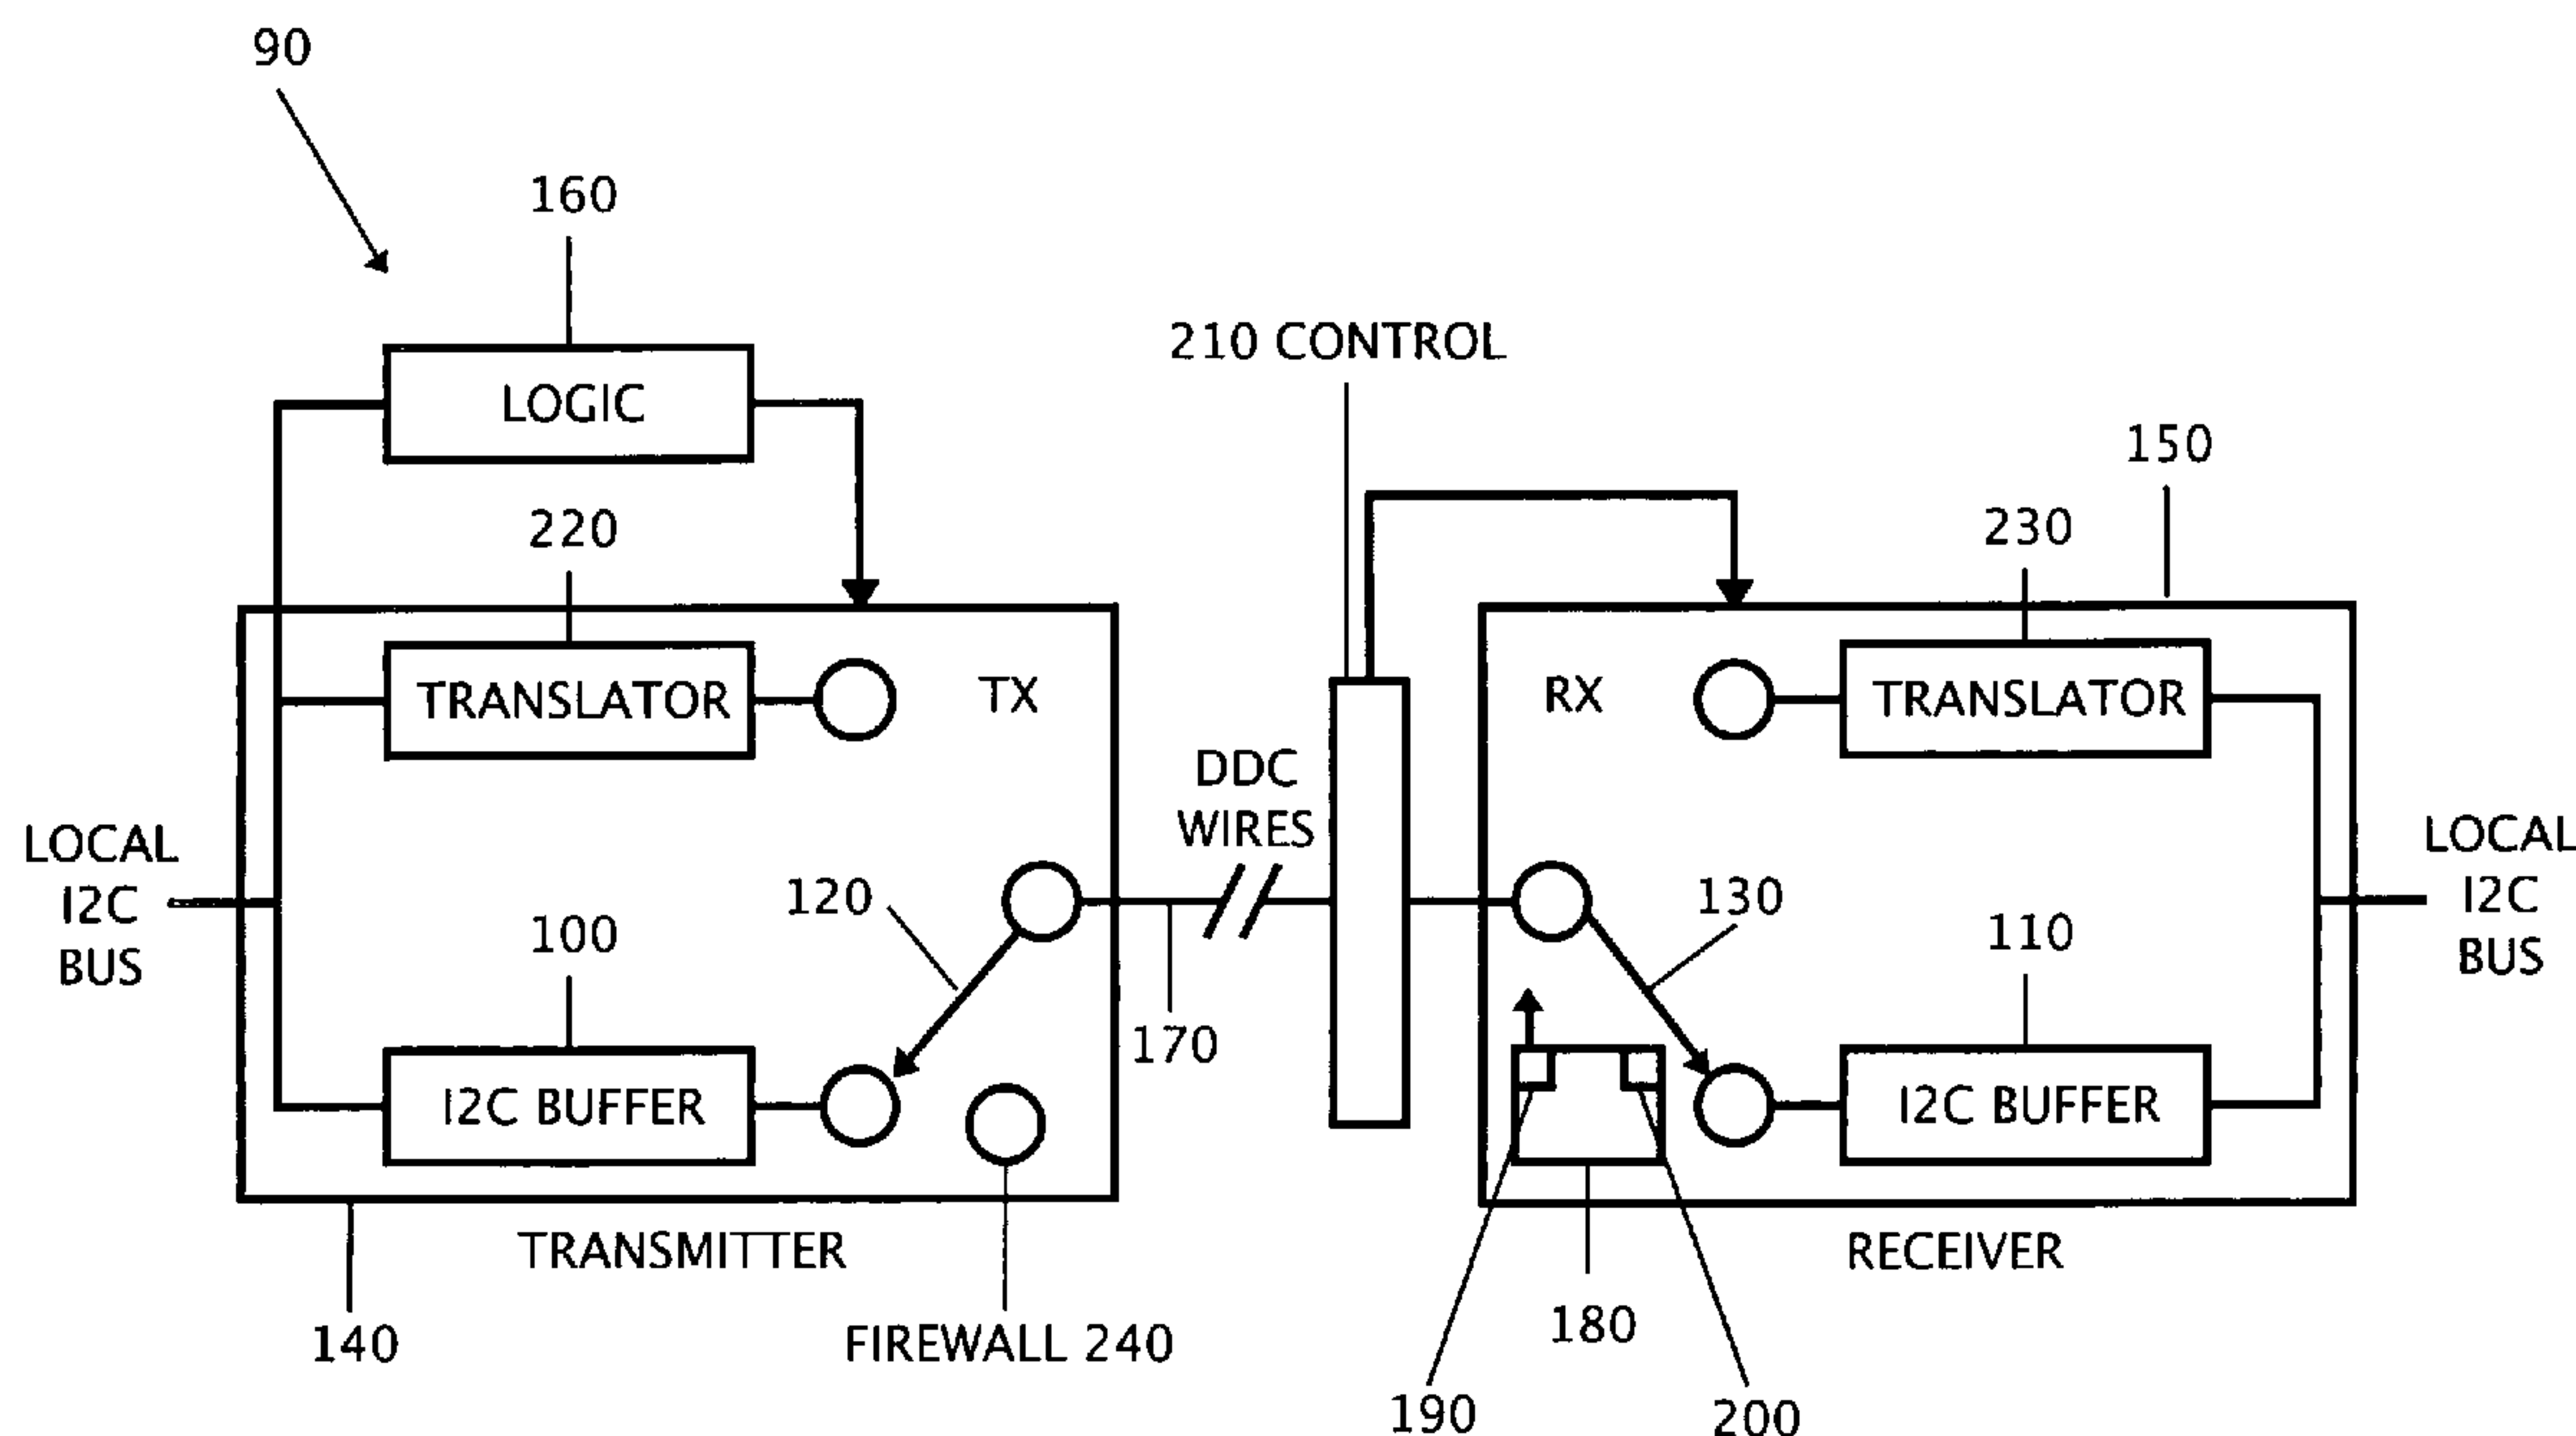 90
160
LOGIC
210 CONTROL
150
220
230
TRANSLATOR
TX
RX
TRANSLATOR
DDC
WIRES
LOCAL
I2C
BUS
120
130
LOCAL
I2C
BUS
100
110
170
I2C BUFFER
I2C BUFFER
TRANSMITTER
RECEIVER
140
FIREWALL 240
180
190
200